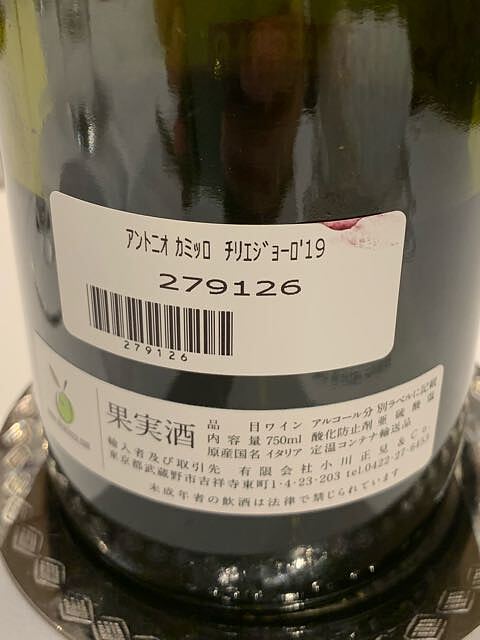 ｱﾝﾄﾆｵ ｶﾐｯﾛ ﾁﾘｴｼﾞｮｰﾛ'19
279126
279126
果実酒
品 目 ワイン アルコール分 別ラベルに記載
内 容 量 750ml 酸化防止剤 亜 硫 酸 塩
原産国名 イタリア 定温コンテナ輸送品
輸入者及び取引先 有限会社小川正見&Co
東京都武蔵野市吉祥寺東町1-4-23-203 tel.0422-27-6453
未成年者の飲酒は法律で禁じられています